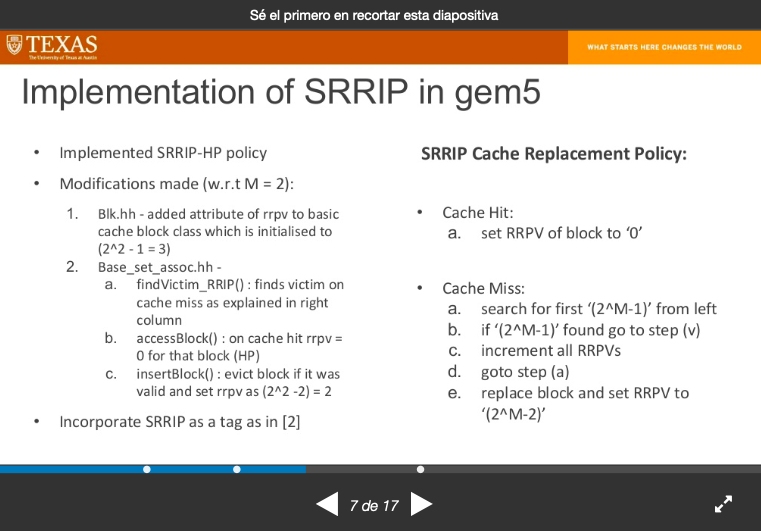 Sé el primero en recortar esta diapositiva
TEXAS
The University of Texas at Austin
WHAT STARTS HERE CHANGES THE WORLD
Implementation of SRRIP in gem5
• Implemented SRRIP-HP policy
• Modifications made (w.r.t M = 2):
1. Blk.hh - added attribute of rrpv to basic
cache block class which is initialised to
(2^2 - 1 = 3)
2. Base_set_assoc.hh -
a. findVictim_RRIP() : finds victim on
cache miss as explained in right
column
b. accessBlock() : on cache hit rrpv =
0 for that block (HP)
c. insertBlock() : evict block if it was
valid and set rrpv as (2^2 -2) = 2
• Incorporate SRRIP as a tag as in [2]
SRRIP Cache Replacement Policy:
• Cache Hit:
a. set RRPV of block to ‘0’
• Cache Miss:
a. search for first ‘(2^M-1)’ from left
b. if ‘(2^M-1)’ found go to step (v)
c. increment all RRPVs
d. goto step (a)
e. replace block and set RRPV to
‘(2^M-2)’
7 de 17